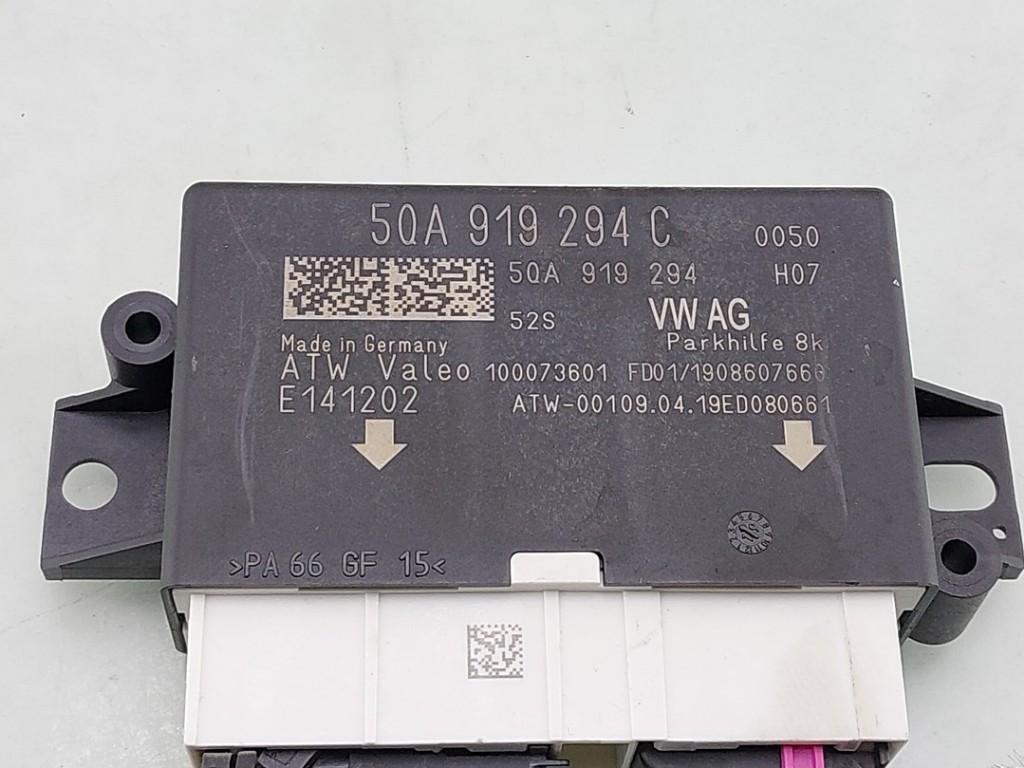 5QA 919 294 C 0050
5QA 919 294 H07
52S VW AG
Made in Germany Parkhilfe 8k
ATW Valeo 100073601 FD01/1908607660
E141202 ATW-00109.04.19ED080661
>PA 66 GF 15<